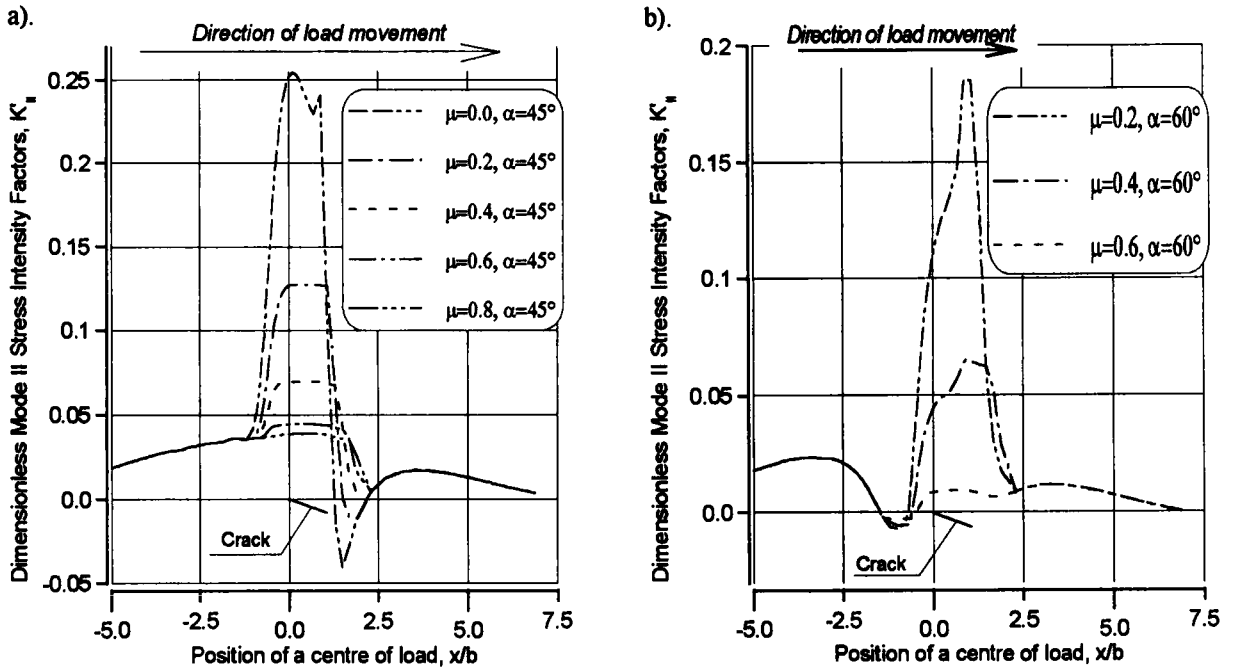 a).
Direction of load movement
Dimensionless Mode II Stress Intensity Factors, K'II
0.25
0.2
0.15
0.1
0.05
0.0
-0.05
μ=0.0, α=45°
μ=0.2, α=45°
μ=0.4, α=45°
μ=0.6, α=45°
μ=0.8, α=45°
Crack
-5.0 -2.5 0.0 2.5 5.0 7.5
Position of a centre of load, x/b
b).
Direction of load movement
Dimensionless Mode II Stress Intensity Factors, K'II
0.2
0.15
0.1
0.05
0.0
μ=0.2, α=60°
μ=0.4, α=60°
μ=0.6, α=60°
Crack
-5.0 -2.5 0.0 2.5 5.0 7.5
Position of a centre of load, x/b